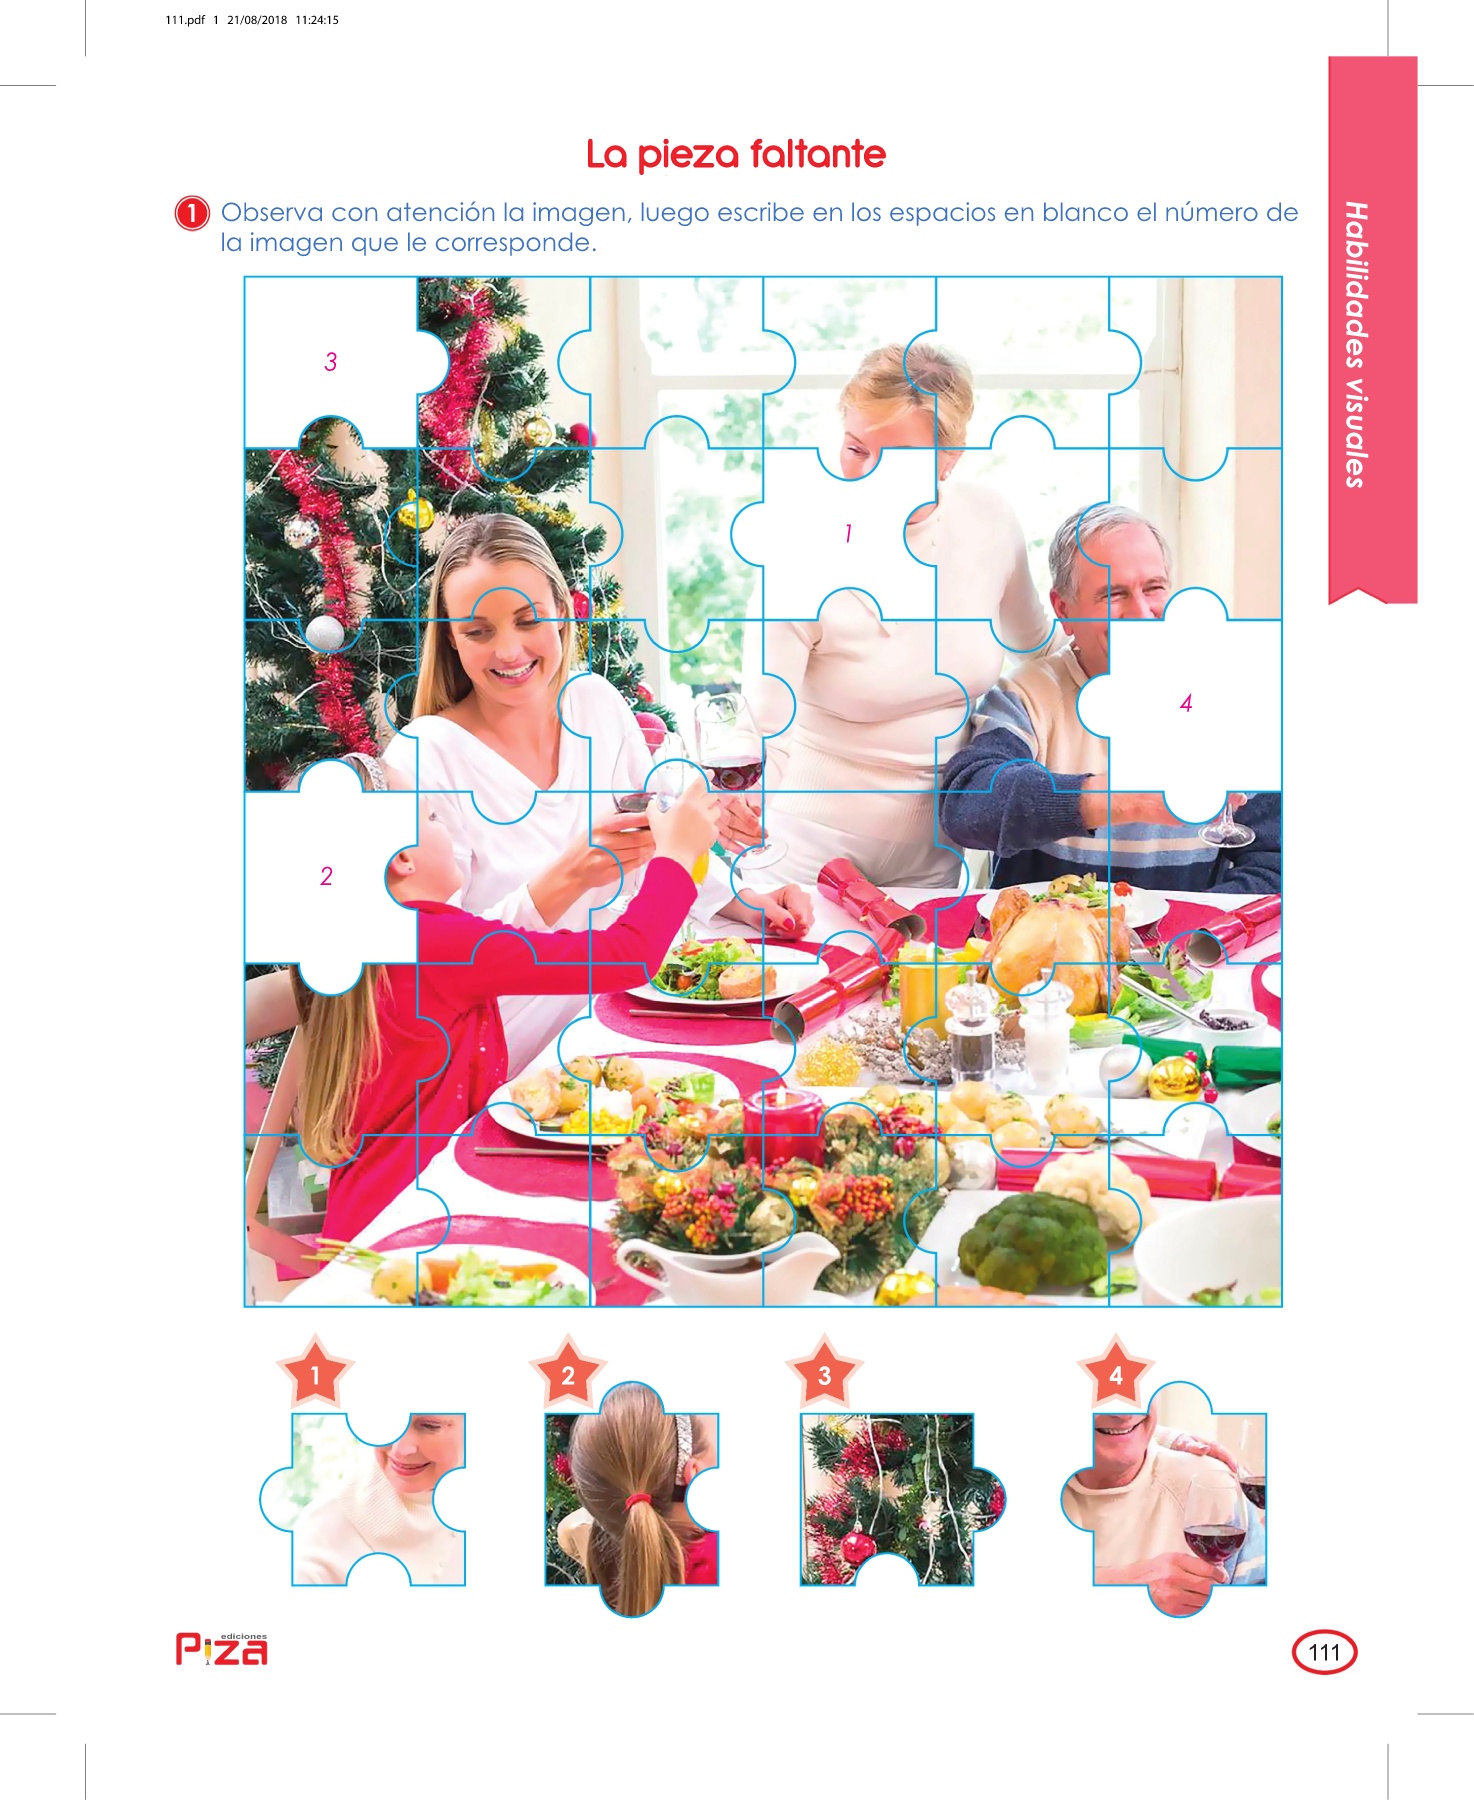 111.pdf 1 21/08/2018 11:24:15
La pieza faltante
1 Observa con atención la imagen, luego escribe en los espacios en blanco el número de
la imagen que le corresponde.
Habilidades visuales
3
1
4
2
1 2 3 4
ediciones
Piza
111